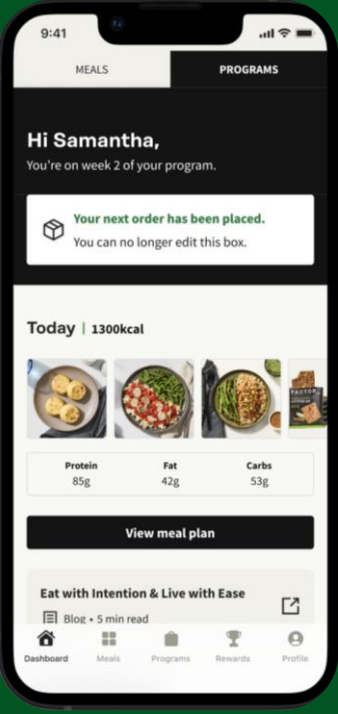 9:41
MEALS PROGRAMS
Hi Samantha,
You're on week 2 of your program.
Your next order has been placed.
You can no longer edit this box.
Today | 1300kcal
FACTOR
Protein Fat Carbs
85g 42g 53g
View meal plan
Eat with Intention & Live with Ease
Blog • 5 min read
Dashboard Meals Programs Rewards Profile